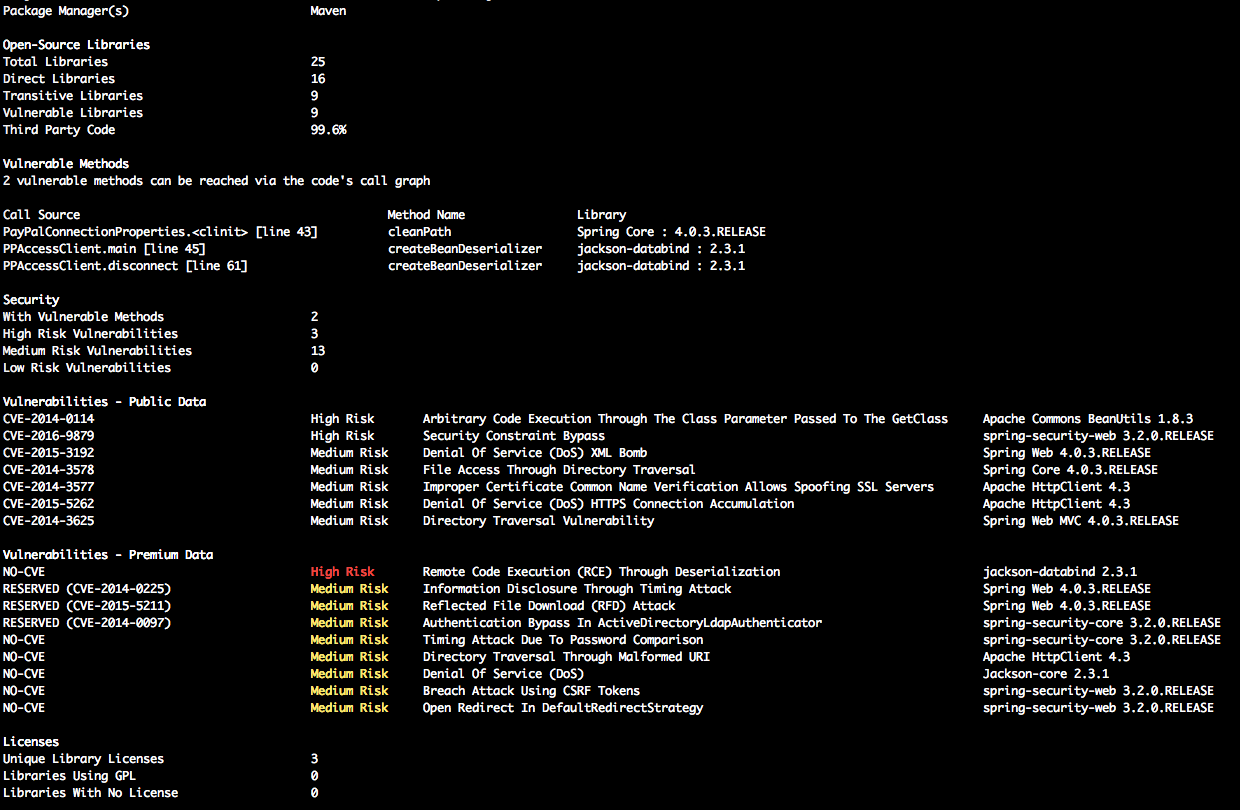 Package Manager(s) Maven
Open-Source Libraries
Total Libraries 25
Direct Libraries 16
Transitive Libraries 9
Vulnerable Libraries 9
Third Party Code 99.6%
Vulnerable Methods
2 vulnerable methods can be reached via the code's call graph
Call Source Method Name Library
PayPalConnectionProperties.<clinit> [line 43] cleanPath Spring Core : 4.0.3.RELEASE
PPAccessClient.main [line 45] createBeanDeserializer jackson-databind : 2.3.1
PPAccessClient.disconnect [line 61] createBeanDeserializer jackson-databind : 2.3.1
Security
With Vulnerable Methods 2
High Risk Vulnerabilities 3
Medium Risk Vulnerabilities 13
Low Risk Vulnerabilities 0
Vulnerabilities - Public Data
CVE-2014-0114 High Risk Arbitrary Code Execution Through The Class Parameter Passed To The GetClass Apache Commons BeanUtils 1.8.3
CVE-2016-9879 High Risk Security Constraint Bypass spring-security-web 3.2.0.RELEASE
CVE-2015-3192 Medium Risk Denial Of Service (DoS) XML Bomb Spring Web 4.0.3.RELEASE
CVE-2014-3578 Medium Risk File Access Through Directory Traversal Spring Core 4.0.3.RELEASE
CVE-2014-3577 Medium Risk Improper Certificate Common Name Verification Allows Spoofing SSL Servers Apache HttpClient 4.3
CVE-2015-5262 Medium Risk Denial Of Service (DoS) HTTPS Connection Accumulation Apache HttpClient 4.3
CVE-2014-3625 Medium Risk Directory Traversal Vulnerability Spring Web MVC 4.0.3.RELEASE
Vulnerabilities - Premium Data
NO-CVE High Risk Remote Code Execution (RCE) Through Deserialization jackson-databind 2.3.1
RESERVED (CVE-2014-0225) Medium Risk Information Disclosure Through Timing Attack Spring Web 4.0.3.RELEASE
RESERVED (CVE-2015-5211) Medium Risk Reflected File Download (RFD) Attack Spring Web 4.0.3.RELEASE
RESERVED (CVE-2014-0097) Medium Risk Authentication Bypass In ActiveDirectoryLdapAuthenticator spring-security-core 3.2.0.RELEASE
NO-CVE Medium Risk Timing Attack Due To Password Comparison spring-security-core 3.2.0.RELEASE
NO-CVE Medium Risk Directory Traversal Through Malformed URI Apache HttpClient 4.3
NO-CVE Medium Risk Denial Of Service (DoS) Jackson-core 2.3.1
NO-CVE Medium Risk Breach Attack Using CSRF Tokens spring-security-web 3.2.0.RELEASE
NO-CVE Medium Risk Open Redirect In DefaultRedirectStrategy spring-security-web 3.2.0.RELEASE
Licenses
Unique Library Licenses 3
Libraries Using GPL 0
Libraries With No License 0